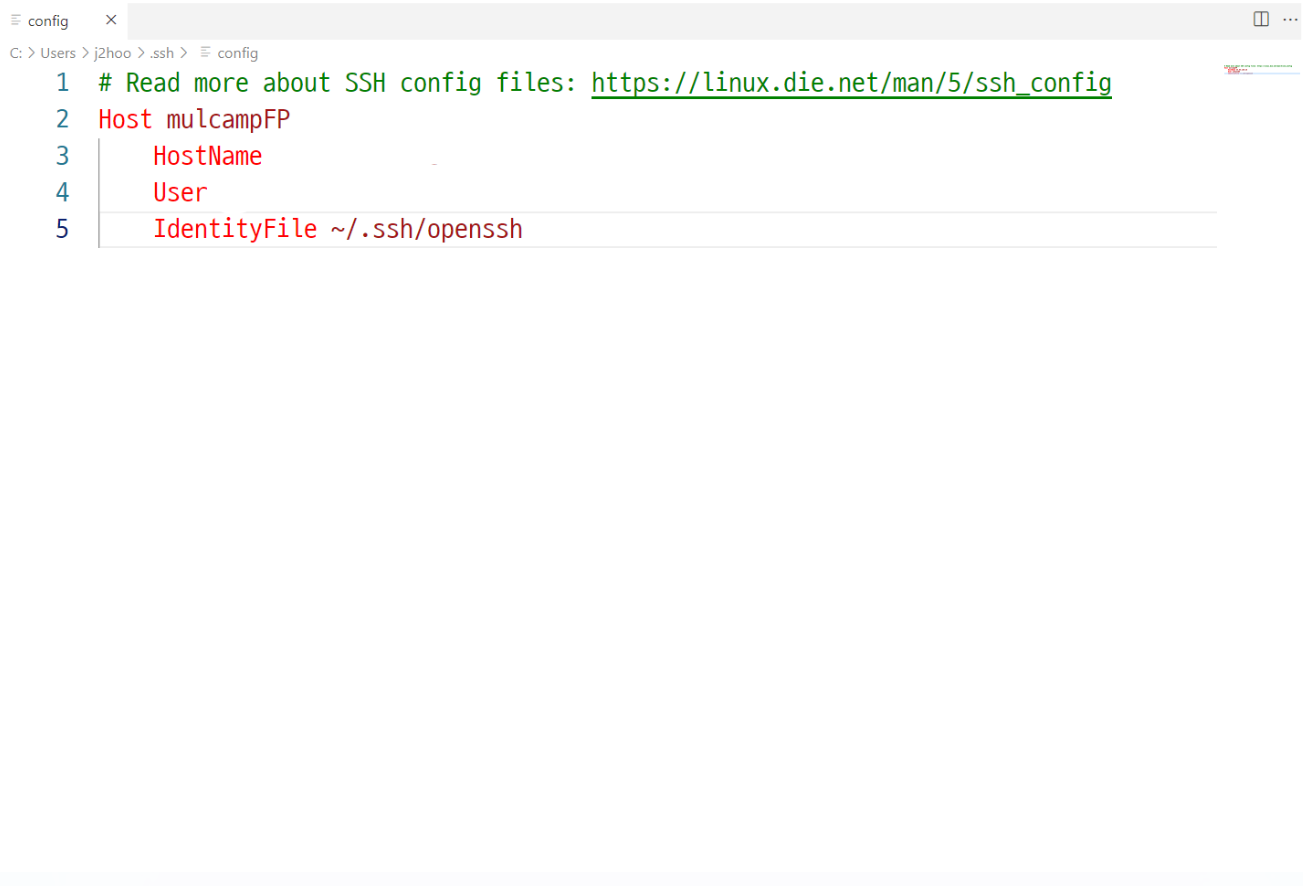 config
C: > Users > j2hoo > .ssh > config
1 # Read more about SSH config files: https://linux.die.net/man/5/ssh_config
2 Host mulcampFP
3 HostName
4 User
5 IdentityFile ~/.ssh/openssh